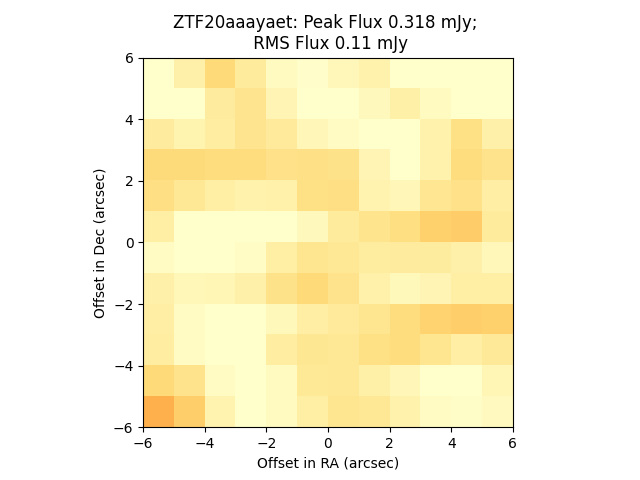 ZTF20aaayaet: Peak Flux 0.318 mJy;
RMS Flux 0.11 mJy
6
4
2
0
−2
−4
−6
Offset in Dec (arcsec)
−6 −4 −2 0 2 4 6
Offset in RA (arcsec)